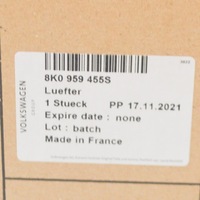 8K0 959 455S
Luefter
1 Stueck PP 17.11.2021
Expire date : none
Lot : batch
Made in France
VOLKSWAGEN